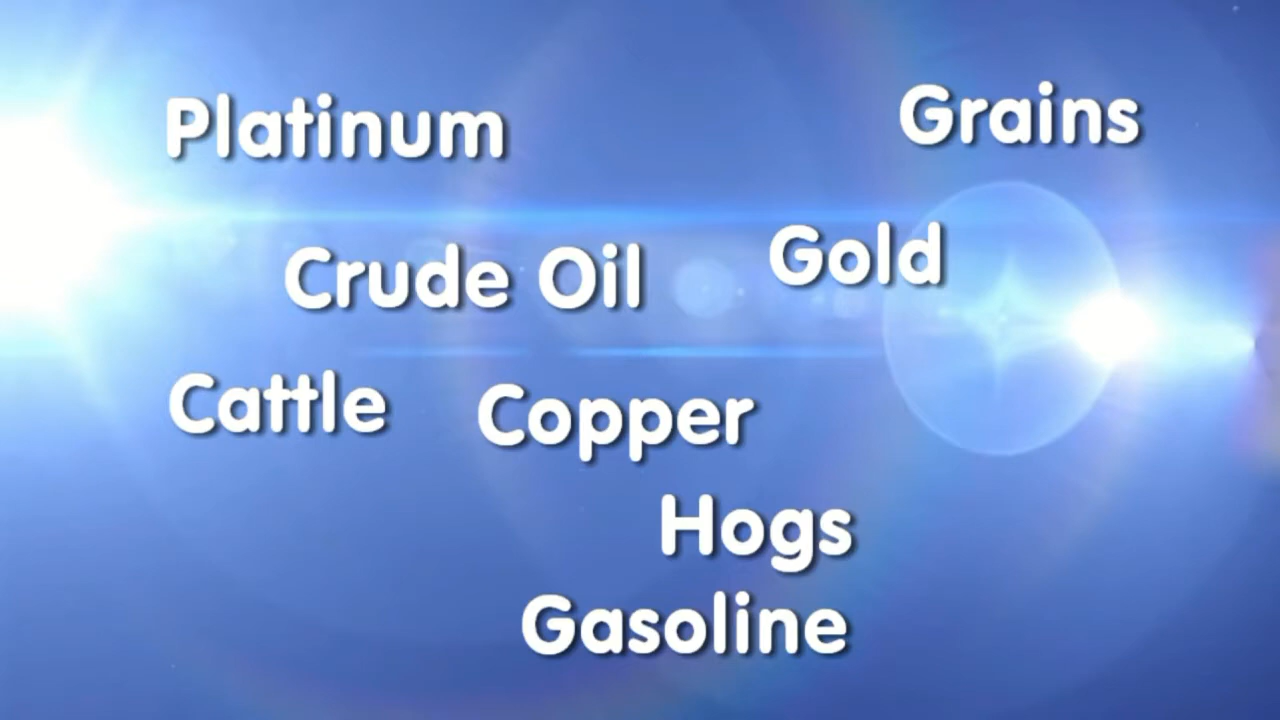 Platinum
Grains
Crude Oil
Gold
Cattle
Copper
Hogs
Gasoline